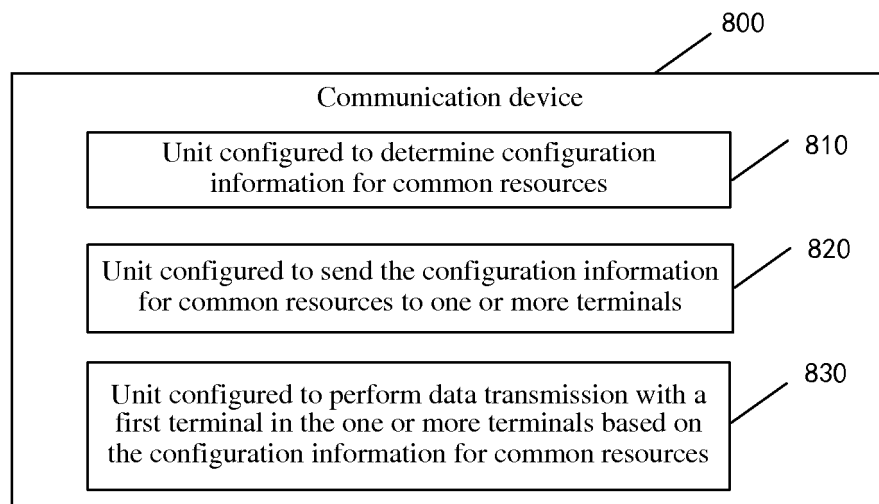 800
Communication device
Unit configured to determine configuration
information for common resources
810
Unit configured to send the configuration information
for common resources to one or more terminals
820
Unit configured to perform data transmission with a
first terminal in the one or more terminals based on
the configuration information for common resources
830